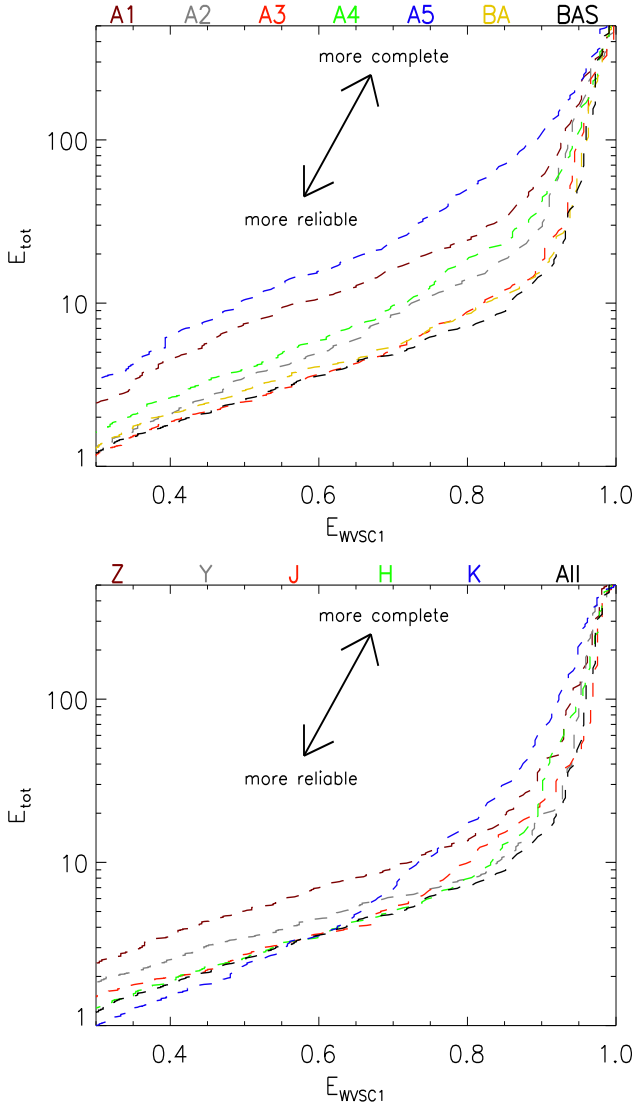 A1 A2 A3 A4 A5 BA BAS
more complete
more reliable
100
10
1
E_tot
0.4 0.6 0.8 1.0
E_WVSC1
Z Y J H K All
more complete
more reliable
100
10
1
E_tot
0.4 0.6 0.8 1.0
E_WVSC1